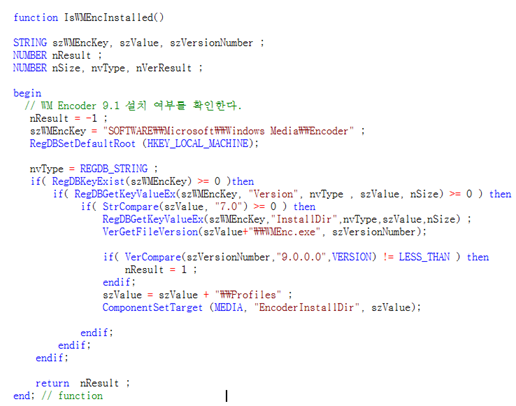 function IsWMEncInstalled()
STRING szWMEncKey, szValue, szVersionNumber ;
NUMBER nResult ;
NUMBER nSize, nvType, nVerResult ;
begin
// WM Encoder 9.1 설치 여부를 확인한다.
nResult = -1 ;
szWMEncKey = "SOFTWARE₩₩Microsoft₩₩Windows Media₩₩Encoder" ;
RegDBSetDefaultRoot (HKEY_LOCAL_MACHINE);
nvType = REGDB_STRING ;
if( RegDBKeyExist(szWMEncKey) >= 0 )then
if( RegDBGetKeyValueEx(szWMEncKey, "Version", nvType , szValue, nSize) >= 0 ) then
if( StrCompare(szValue, "7.0") >= 0 ) then
RegDBGetKeyValueEx(szWMEncKey,"InstallDir",nvType,szValue,nSize) ;
VerGetFileVersion(szValue+"₩₩WMEnc.exe", szVersionNumber);
if( VerCompare(szVersionNumber,"9.0.0.0",VERSION) != LESS_THAN ) then
nResult = 1 ;
endif;
szValue = szValue + "₩₩Profiles" ;
ComponentSetTarget (MEDIA, "EncoderInstallDir", szValue);
endif;
endif;
endif;
return nResult ;
end; // function